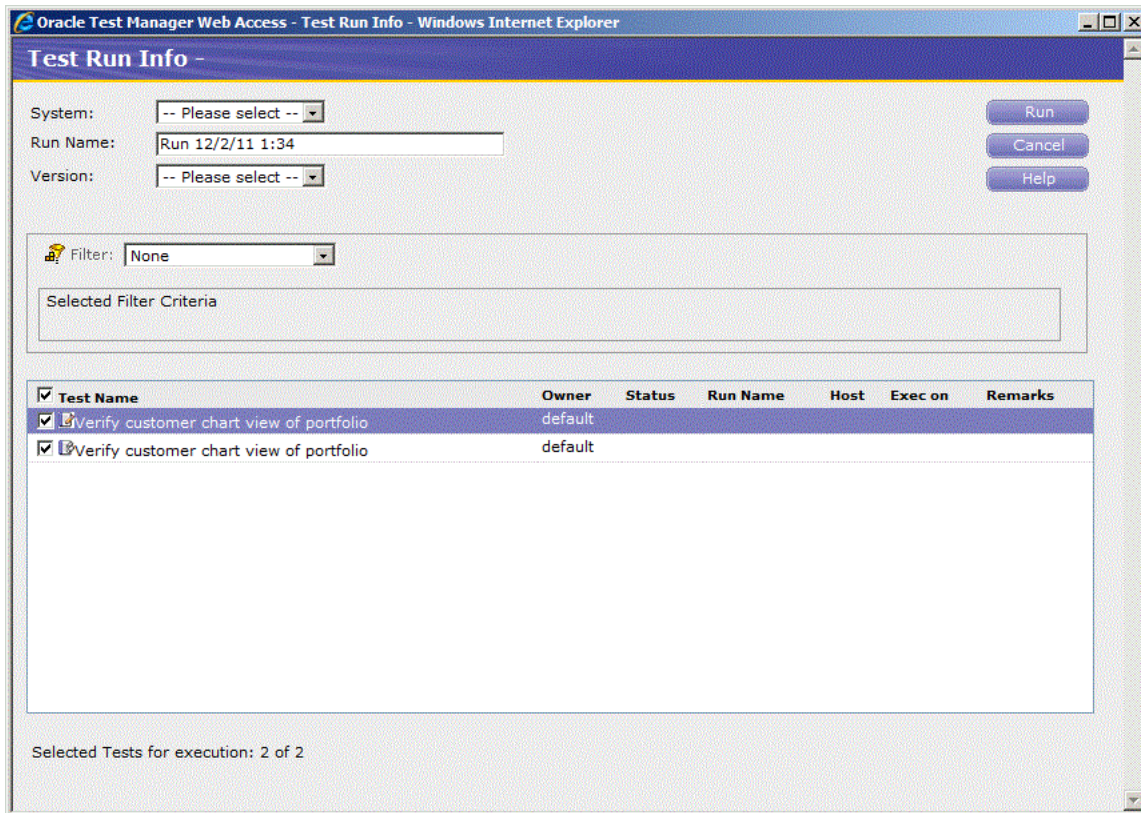 Oracle Test Manager Web Access - Test Run Info - Windows Internet Explorer
Test Run Info -
System: -- Please select -- Run
Run Name: Run 12/2/11 1:34 Cancel
Version: -- Please select -- Help
Filter: None
Selected Filter Criteria
Test Name Owner Status Run Name Host Exec on Remarks
Verify customer chart view of portfolio default
Verify customer chart view of portfolio default
Selected Tests for execution: 2 of 2